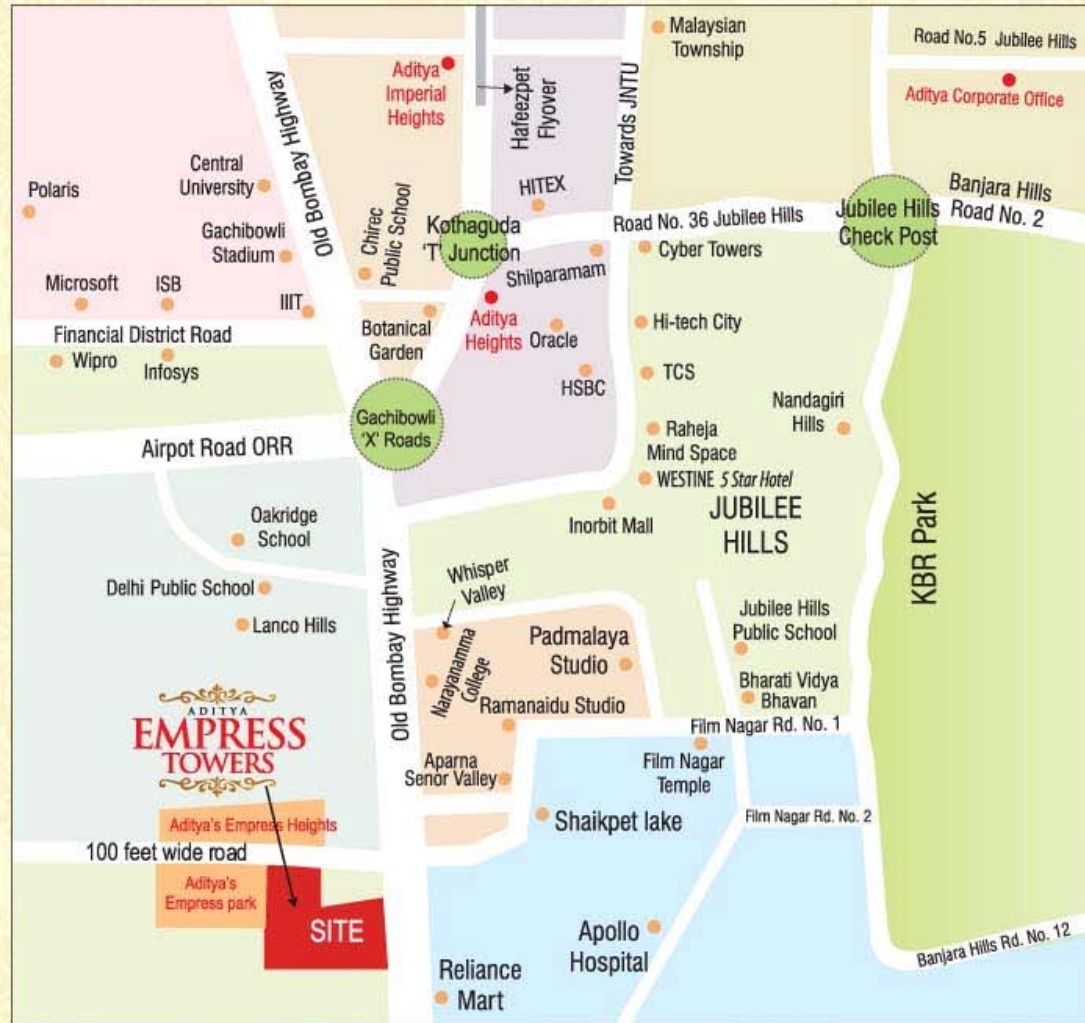 Malaysian
Township
Road No.5 Jubilee Hills
Aditya
Imperial
Heights
Hafeezpet
Flyover
Towards JNTU
Aditya Corporate Office
Old Bombay Highway
Central
University
Polaris
HITEX
Banjara Hills
Road No. 2
Chirec
Public School
Kothaguda
'T' Junction
Road No. 36 Jubilee Hills
Jubilee Hills
Check Post
Gachibowli
Stadium
Shilparamam
Cyber Towers
Microsoft
ISB
IIIT
Financial District Road
Botanical
Garden
Aditya
Heights
Oracle
Hi-tech City
Wipro
Infosys
HSBC
TCS
Nandagiri
Hills
Gachibowli
'X' Roads
Airpot Road ORR
Raheja
Mind Space
WESTINE 5 Star Hotel
Inorbit Mall
JUBILEE
HILLS
KBR Park
Oakridge
School
Delhi Public School
Lanco Hills
Old Bombay Highway
Whisper
Valley
Narayanamma
College
Padmalaya
Studio
Jubilee Hills
Public School
Bharati Vidya
Bhavan
Ramanaidu Studio
Film Nagar Rd. No. 1
ADITYA
EMPRESS
TOWERS
Aparna
Senor Valley
Film Nagar
Temple
Shaikpet lake
Film Nagar Rd. No. 2
Aditya's Empress Heights
100 feet wide road
Aditya's
Empress park
SITE
Apollo
Hospital
Banjara Hills Rd. No. 12
Reliance
Mart